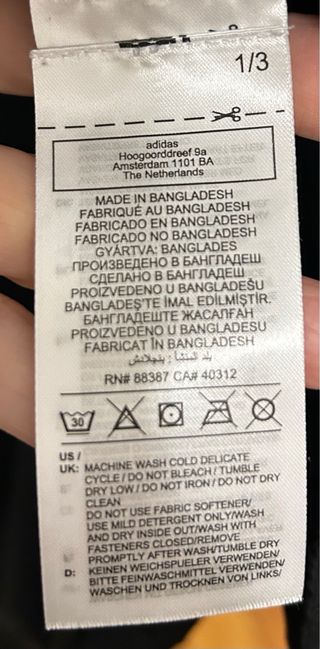 1/3
adidas
Hoogoorddreef 9a
Amsterdam 1101 BA
The Netherlands
MADE IN BANGLADESH
FABRIQUÉ AU BANGLADESH
FABRICADO EN BANGLADESH
FABRICADO NO BANGLADESH
GYÁRTVA: BANGLADES
ПРОИЗВЕДЕНО В БАНГЛАДЕШ
СДЕЛАНО В БАНГЛАДЕШ
PROIZVEDENO U BANGLADEŠU
BANGLADEŞ'TE İMAL EDİLMİŞTİR.
БАНГЛАДЕШТЕ ЖАСАЛҒАН
PROIZVEDENO U BANGLADESU
FABRICAT ÎN BANGLADESH
بلد المنشأ : بنجلادش
RN# 88387 CA# 40312
30
US /
UK: MACHINE WASH COLD DELICATE
CYCLE / DO NOT BLEACH / TUMBLE
DRY LOW / DO NOT IRON / DO NOT DRY
CLEAN
DO NOT USE FABRIC SOFTENER/
USE MILD DETERGENT ONLY/WASH
AND DRY INSIDE OUT/WASH WITH
FASTENERS CLOSED/REMOVE
PROMPTLY AFTER WASH/TUMBLE DRY
D: KEINEN WEICHSPUELER VERWENDEN/
BITTE FEINWASCHMITTEL VERWENDEN/
WASCHEN UND TROCKNEN VON LINKS/